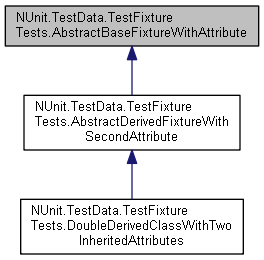 NUnit.TestData.TestFixture
Tests.AbstractBaseFixtureWithAttribute
NUnit.TestData.TestFixture
Tests.AbstractDerivedFixtureWith
SecondAttribute
NUnit.TestData.TestFixture
Tests.DoubleDerivedClassWithTwo
InheritedAttributes